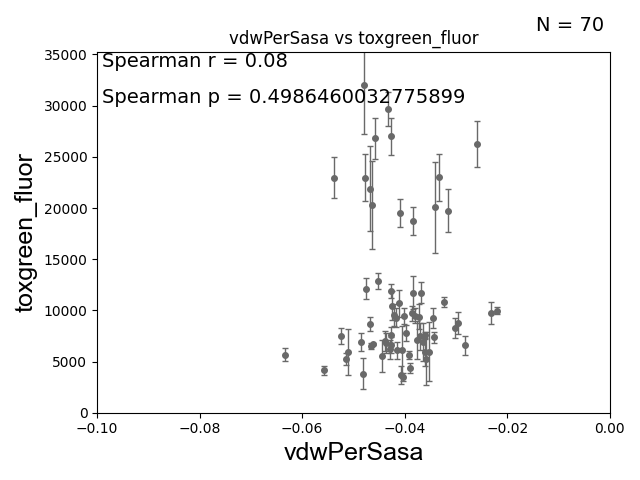 N = 70
vdwPerSasa vs toxgreen_fluor
Spearman r = 0.08
Spearman p = 0.4986460032775899
toxgreen_fluor
35000
30000
25000
20000
15000
10000
5000
0
−0.10 −0.08 −0.06 −0.04 −0.02 0.00
vdwPerSasa